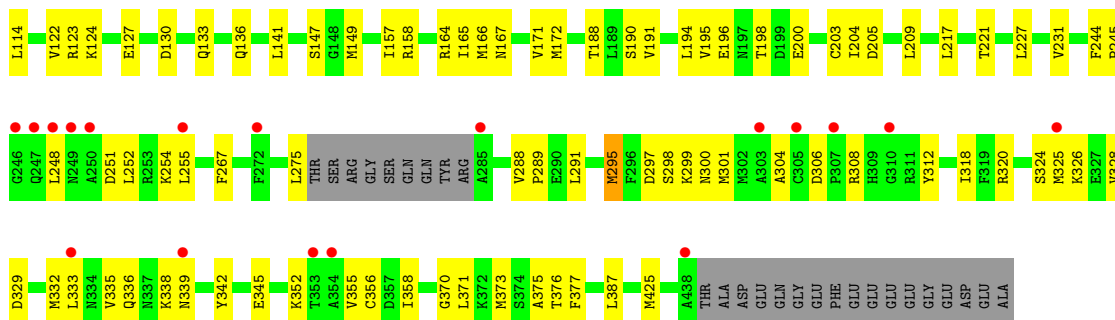 L114 V122 R123 K124 E127 D130 Q133 Q136 L141 S147 G148 M149 I157 R158 R164 I165 M166 N167 V171 M172 T188 L189 S190 V191 L194 V195 E196 N197 T198 D199 E200 C203 I204 D205 L209 L217 T221 L227 V231 F244 P245
G246 Q247 L248 N249 A250 D251 L252 R253 K254 L255 F267 F272 L275 THR SER ARG GLY SER GLN GLN TYR ARG A285 V288 P289 E290 L291 M295 F296 D297 S298 K299 N300 M301 M302 A303 A304 C305 D306 P307 R308 H309 G310 R311 Y312 I318 F319 R320 S324 M325 K326 E327 V328
D329 M332 L333 N334 V335 Q336 N337 K338 N339 Y342 E345 K352 T353 A354 V355 C356 D357 I358 G370 L371 K372 M373 S374 A375 T376 F377 L387 M425 A438 THR ALA ASP GLU GLN GLY GLU PHE GLU GLU GLU GLU GLY GLU ASP GLU ALA